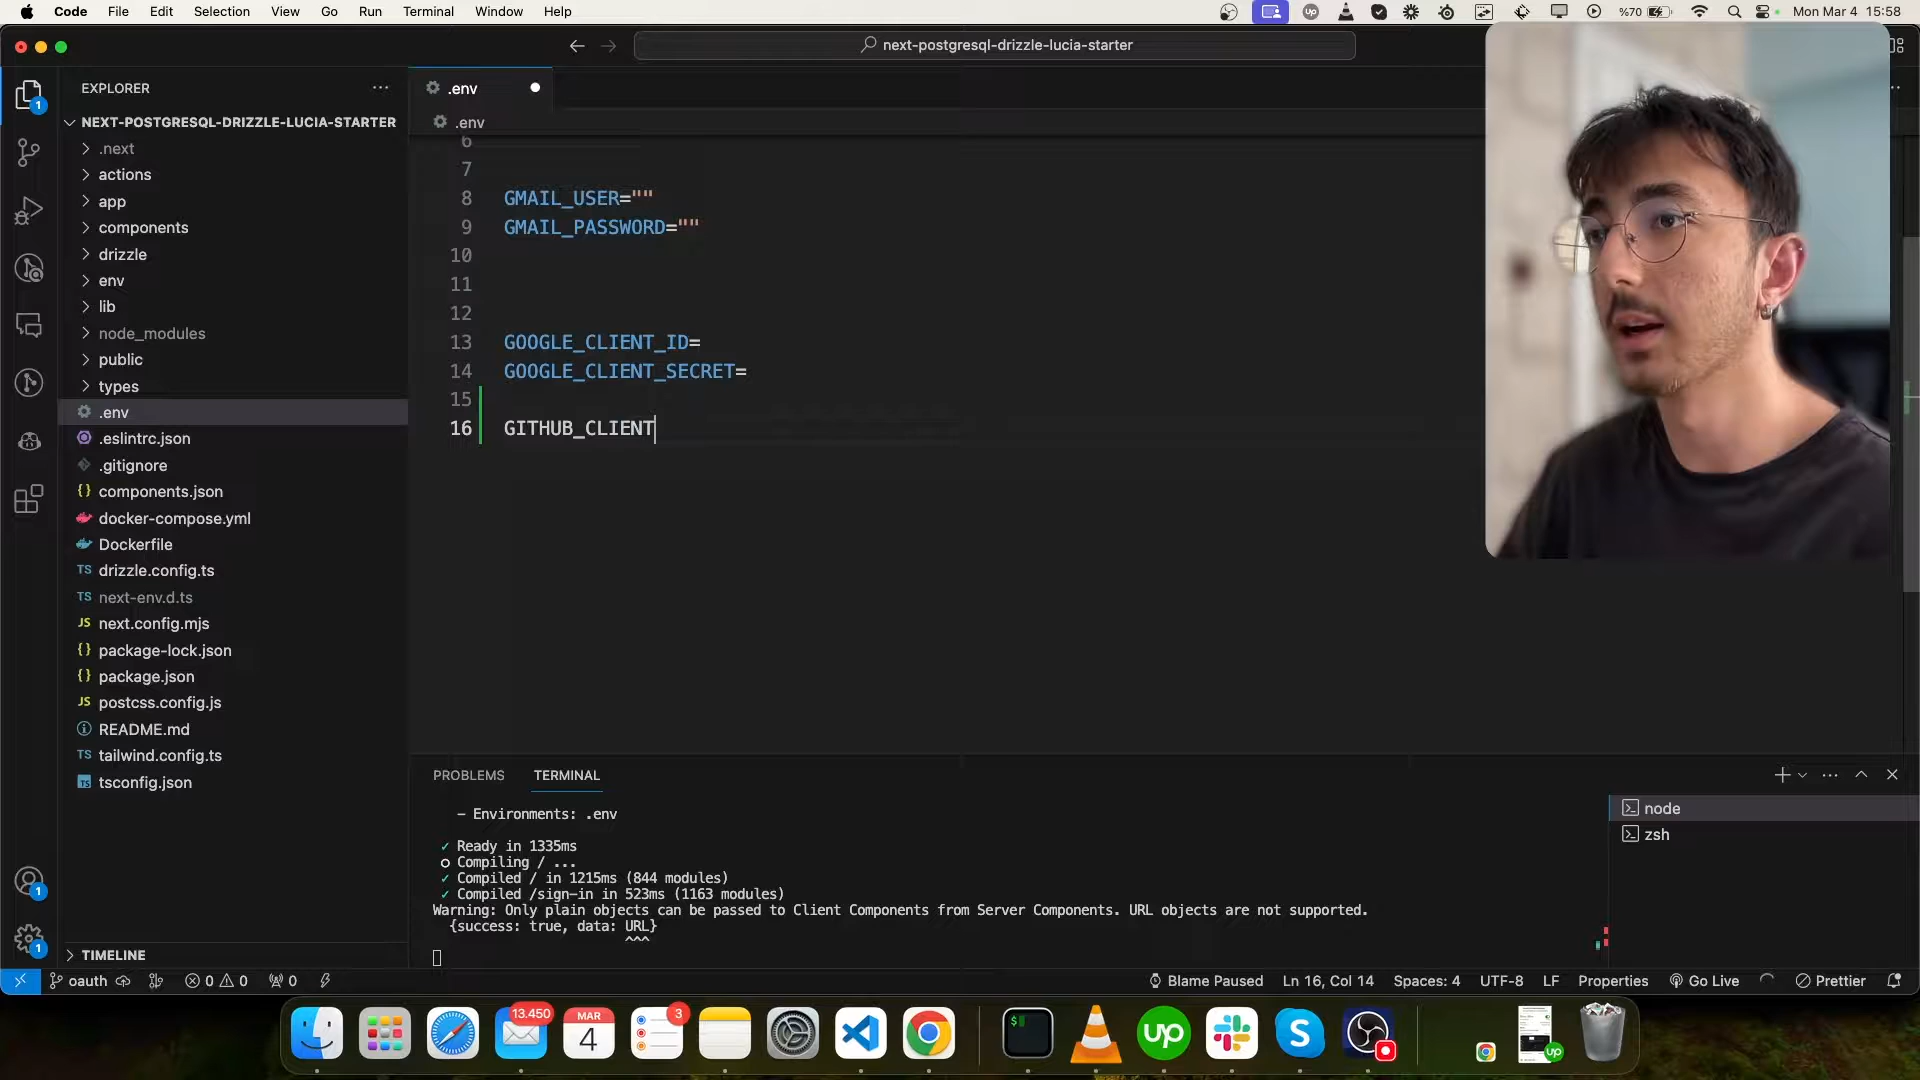 Code File Edit Selection View Go Run Terminal Window Help
%70
Mon Mar 4 15:58
next-postgresql-drizzle-lucia-starter
EXPLORER
NEXT-POSTGRESQL-DRIZZLE-LUCIA-STARTER
.next
actions
app
components
drizzle
env
lib
node_modules
public
types
.env
.eslintrc.json
.gitignore
components.json
docker-compose.yml
Dockerfile
drizzle.config.ts
next-env.d.ts
next.config.mjs
package-lock.json
package.json
postcss.config.js
README.md
tailwind.config.ts
tsconfig.json
TIMELINE
.env
.env
6
7
8 GMAIL_USER=""
9 GMAIL_PASSWORD=""
10
11
12
13 GOOGLE_CLIENT_ID=
14 GOOGLE_CLIENT_SECRET=
15
16 GITHUB_CLIENT
PROBLEMS TERMINAL
- Environments: .env
✓ Ready in 1335ms
○ Compiling / ...
✓ Compiled / in 1215ms (844 modules)
✓ Compiled /sign-in in 523ms (1163 modules)
Warning: Only plain objects can be passed to Client Components from Server Components. URL objects are not supported.
{success: true, data: URL}
^^^
node
zsh
oauth 0 0 0
Blame Paused Ln 16, Col 14 Spaces: 4 UTF-8 LF Properties Go Live Prettier
13.450
MAR
4
3
up